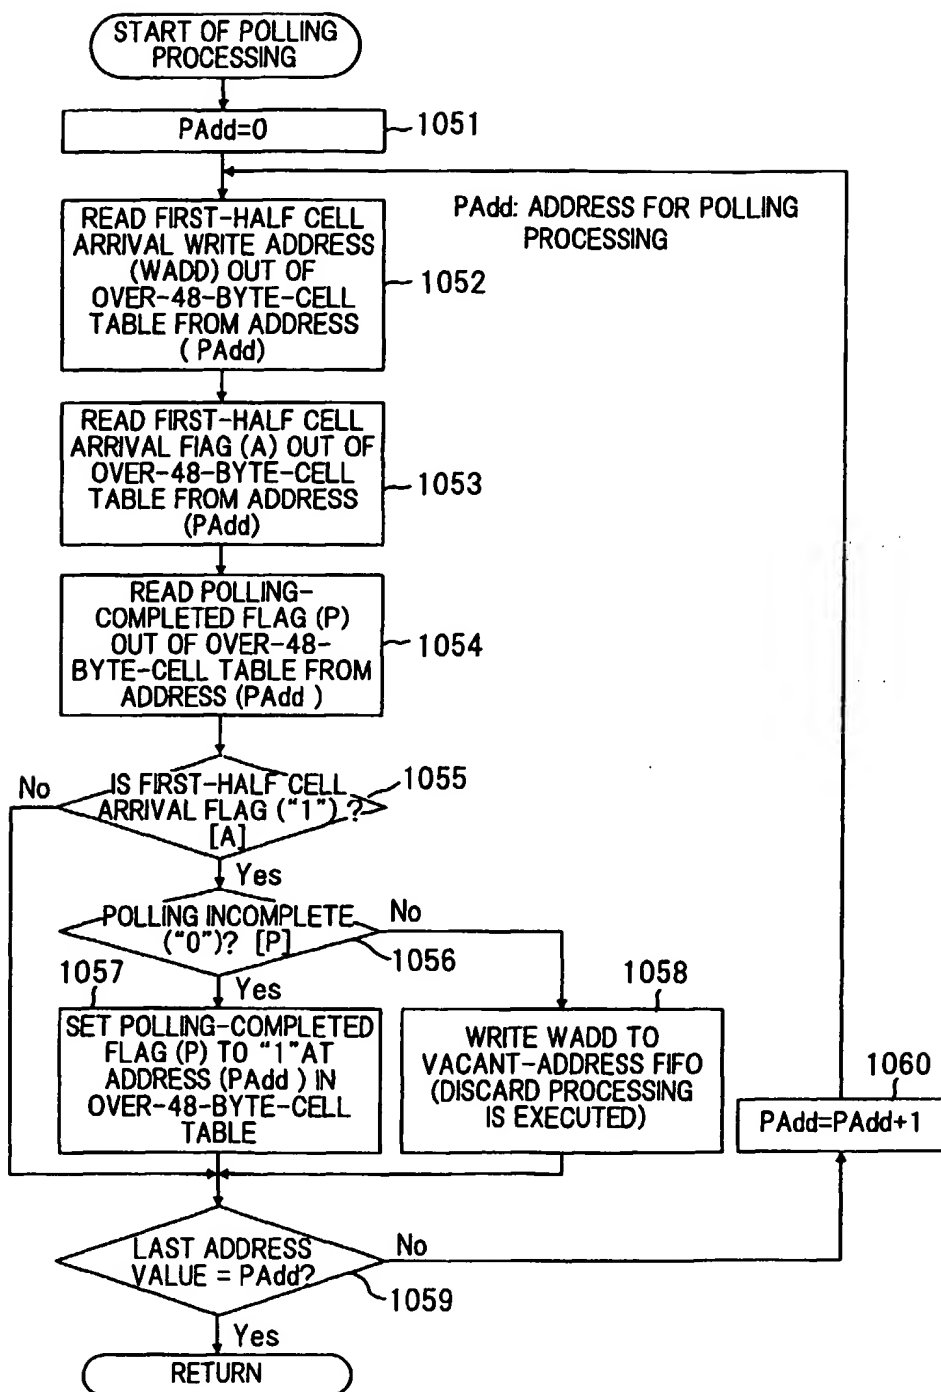 START OF POLLING
PROCESSING
PAdd=0
1051
PAdd: ADDRESS FOR POLLING
PROCESSING
READ FIRST-HALF CELL
ARRIVAL WRITE ADDRESS
(WADD) OUT OF
OVER-48-BYTE-CELL
TABLE FROM ADDRESS
( PAdd)
1052
READ FIRST-HALF CELL
ARRIVAL FIAG (A) OUT OF
OVER-48-BYTE-CELL
TABLE FROM ADDRESS
(PAdd)
1053
READ POLLING-
COMPLETED FLAG (P)
OUT OF OVER-48-
BYTE-CELL TABLE FROM
ADDRESS (PAdd )
1054
No
IS FIRST-HALF CELL
ARRIVAL FLAG ("1") ?
[A]
1055
Yes
POLLING INCOMPLETE
("0")? [P]
No
1056
Yes
1057
SET POLLING-COMPLETED
FLAG (P) TO "1"AT
ADDRESS (PAdd ) IN
OVER-48-BYTE-CELL
TABLE
1058
WRITE WADD TO
VACANT-ADDRESS FIFO
(DISCARD PROCESSING
IS EXECUTED)
1060
PAdd=PAdd+1
LAST ADDRESS
VALUE = PAdd?
No
1059
Yes
RETURN